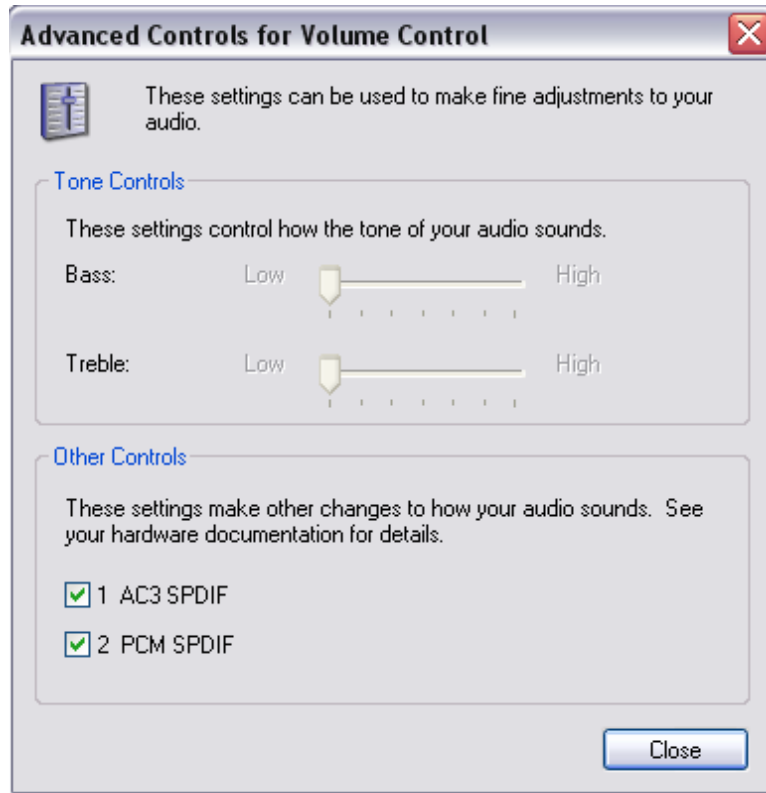 Advanced Controls for Volume Control
These settings can be used to make fine adjustments to your
audio.
Tone Controls
These settings control how the tone of your audio sounds.
Bass: Low High
Treble: Low High
Other Controls
These settings make other changes to how your audio sounds.  See
your hardware documentation for details.
1  AC3 SPDIF
2  PCM SPDIF
Close